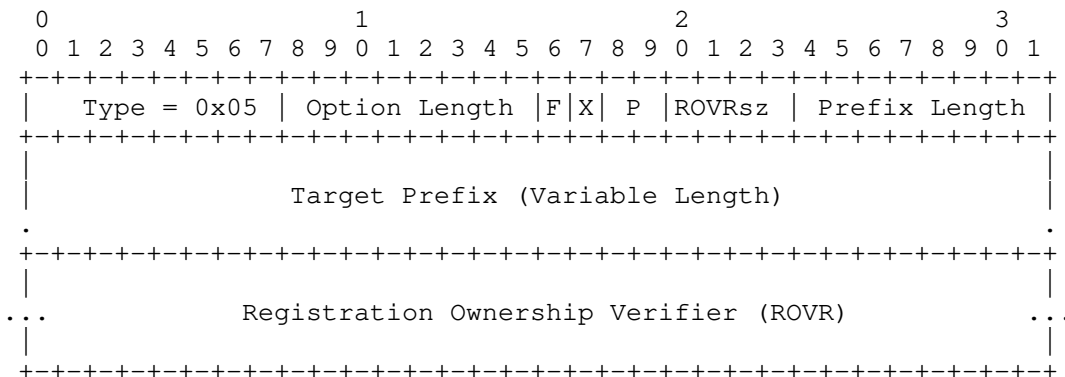 0                   1                   2                   3
 0 1 2 3 4 5 6 7 8 9 0 1 2 3 4 5 6 7 8 9 0 1 2 3 4 5 6 7 8 9 0 1
+-+-+-+-+-+-+-+-+-+-+-+-+-+-+-+-+-+-+-+-+-+-+-+-+-+-+-+-+-+-+-+-+
|   Type = 0x05 | Option Length |F|X| P |ROVRsz | Prefix Length |
+-+-+-+-+-+-+-+-+-+-+-+-+-+-+-+-+-+-+-+-+-+-+-+-+-+-+-+-+-+-+-+-+
|                                                               |
|                Target Prefix (Variable Length)                |
.                                                               .
+-+-+-+-+-+-+-+-+-+-+-+-+-+-+-+-+-+-+-+-+-+-+-+-+-+-+-+-+-+-+-+-+
|                                                               |
...            Registration Ownership Verifier (ROVR)           ...
|                                                               |
+-+-+-+-+-+-+-+-+-+-+-+-+-+-+-+-+-+-+-+-+-+-+-+-+-+-+-+-+-+-+-+-+